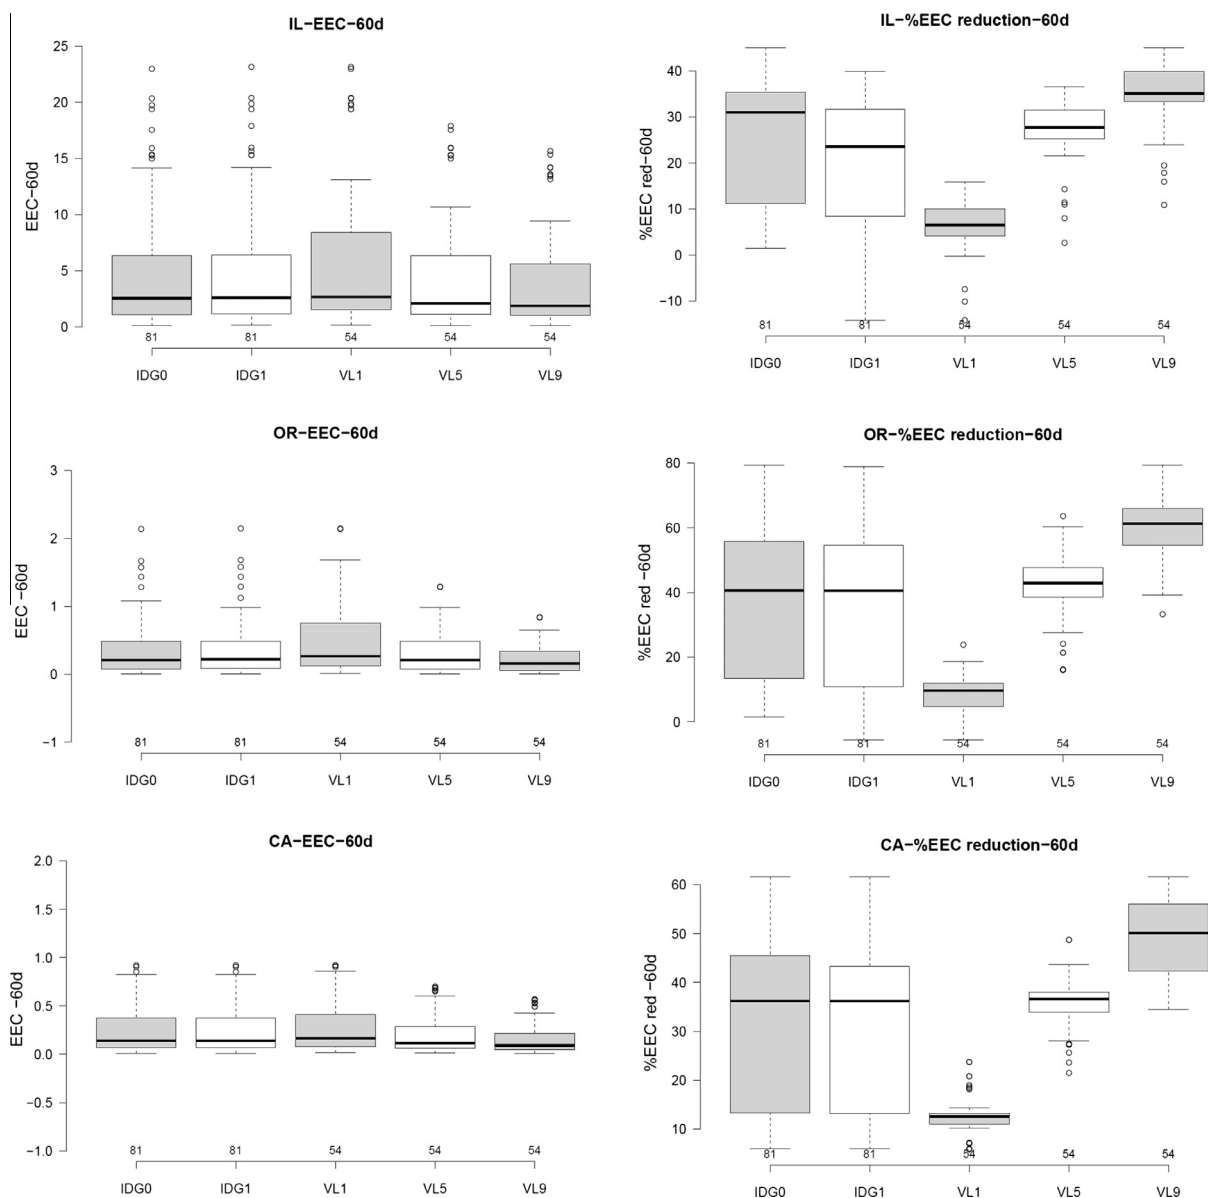 IL−EEC−60d
EEC−60d
25
20
15
10
5
0
81 81 54 54 54
IDG0 IDG1 VL1 VL5 VL9
IL−%EEC reduction−60d
%EEC red−60d
40
30
20
10
0
−10
81 81 54 54 54
IDG0 IDG1 VL1 VL5 VL9
OR−EEC−60d
EEC −60d
3
2
1
0
−1
81 81 54 54 54
IDG0 IDG1 VL1 VL5 VL9
OR−%EEC reduction−60d
%EEC red −60d
80
60
40
20
0
81 81 54 54 54
IDG0 IDG1 VL1 VL5 VL9
CA−EEC−60d
EEC −60d
2.0
1.5
1.0
0.5
0.0
−0.5
−1.0
81 81 54 54 54
IDG0 IDG1 VL1 VL5 VL9
CA−%EEC reduction−60d
%EEC red −60d
60
50
40
30
20
10
81 81 54 54 54
IDG0 IDG1 VL1 VL5 VL9